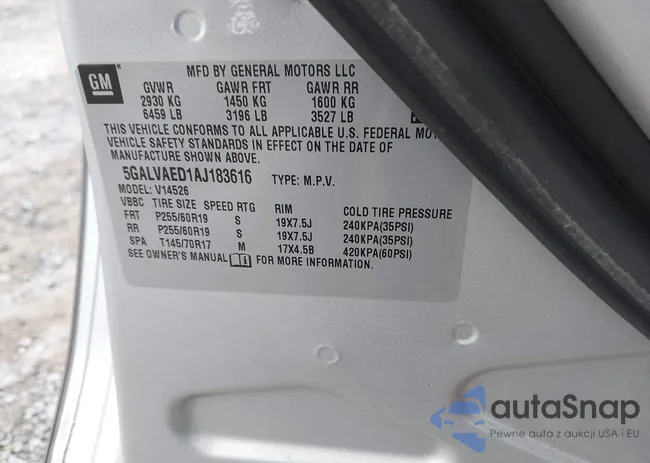 MFD BY GENERAL MOTORS LLC
GM
GVWR GAWR FRT GAWR RR
2930 KG 1450 KG 1600 KG
6459 LB 3196 LB 3527 LB
THIS VEHICLE CONFORMS TO ALL APPLICABLE U.S. FEDERAL
VEHICLE SAFETY STANDARDS IN EFFECT ON THE DATE OF
MANUFACTURE SHOWN ABOVE.
5GALVAED1AJ183616 TYPE: M.P.V.
MODEL: V14526
VBBC TIRE SIZE SPEED RTG RIM COLD TIRE PRESSURE
FRT P255/60R19 S 19X7.5J 240KPA(35PSI)
RR P255/60R19 S 19X7.5J 240KPA(35PSI)
SPA T145/70R17 M 17X4.5B 420KPA(60PSI)
SEE OWNER'S MANUAL FOR MORE INFORMATION.
autaSnap
Pewne auta z aukcji USA i EU